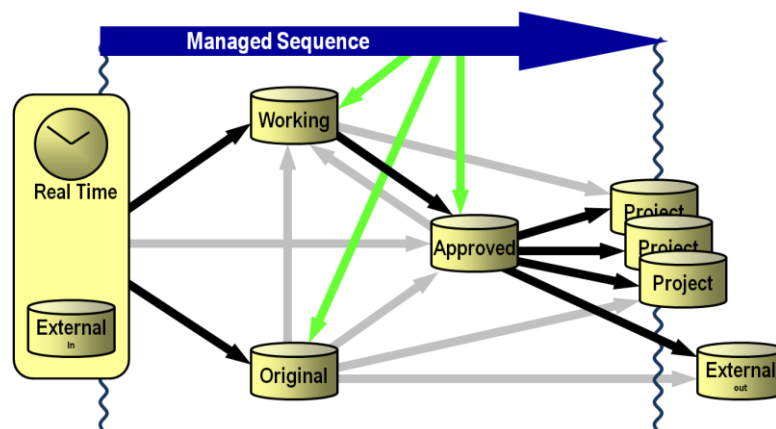 Managed Sequence
Working
Real Time
Project
Approved
Project
Project
External
In
Original
External
out